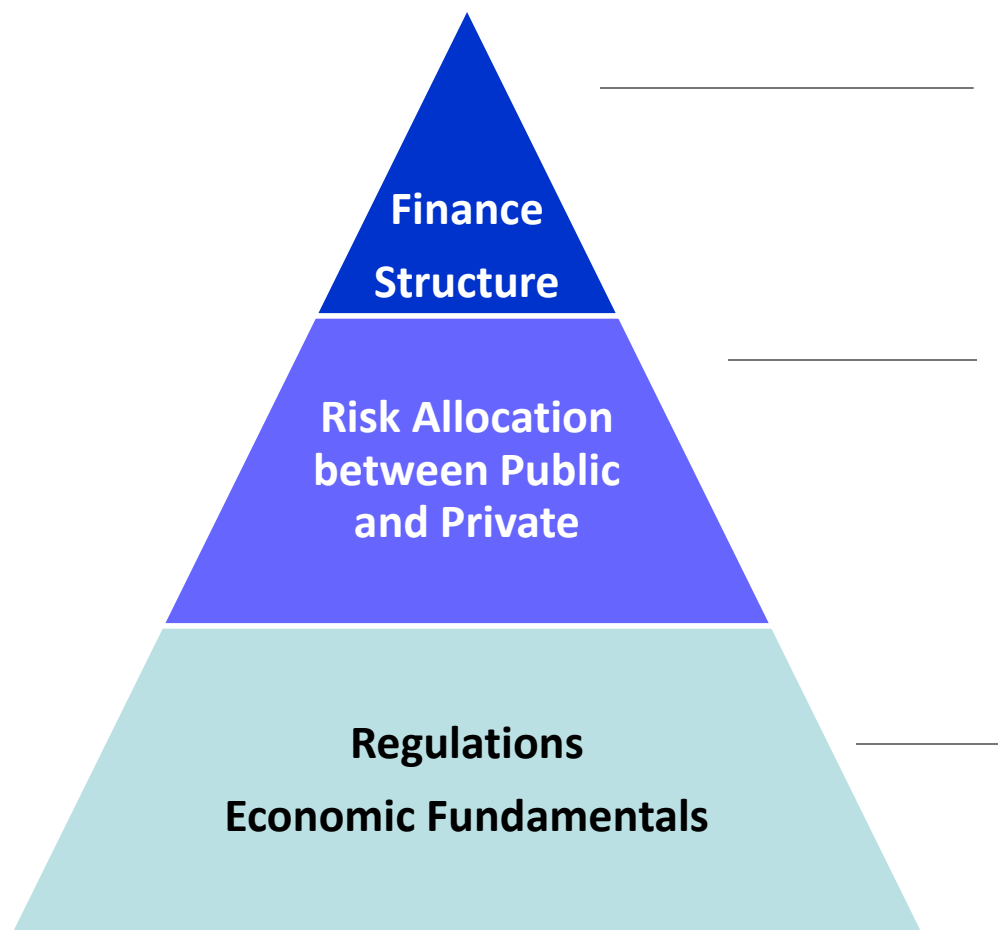 Finance
Structure
Risk Allocation
between Public
and Private
Regulations
Economic Fundamentals